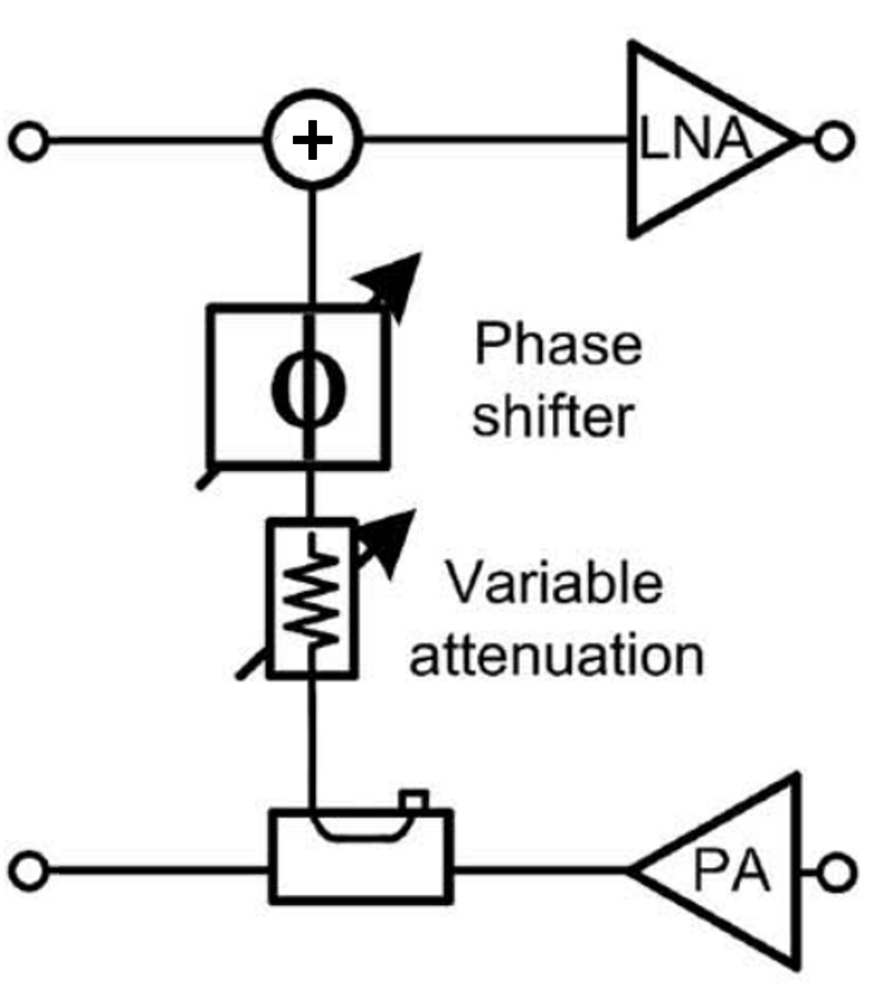 +
LNA
Phase
shifter
Φ
Variable
attenuation
PA